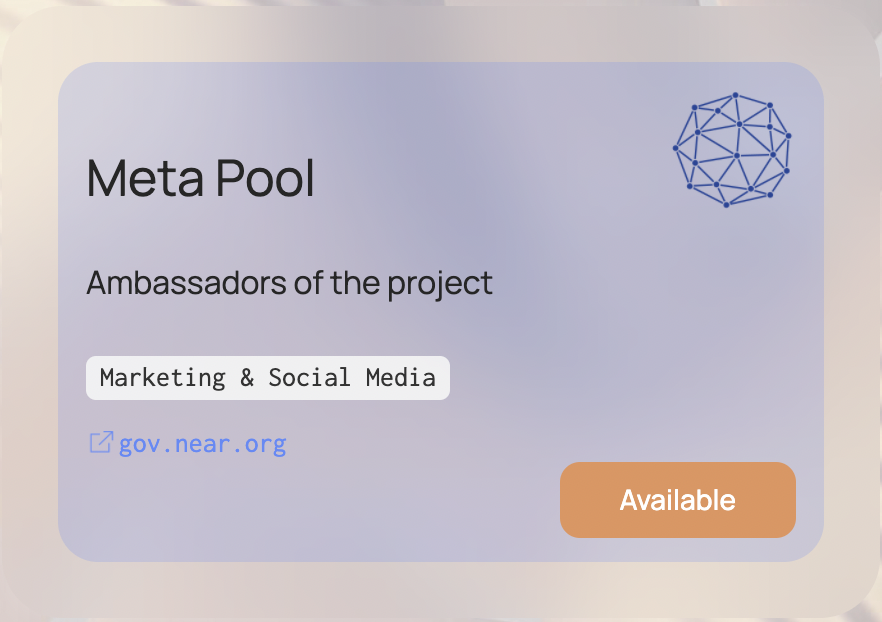 Meta Pool
Ambassadors of the project
Marketing & Social Media
gov.near.org
Available